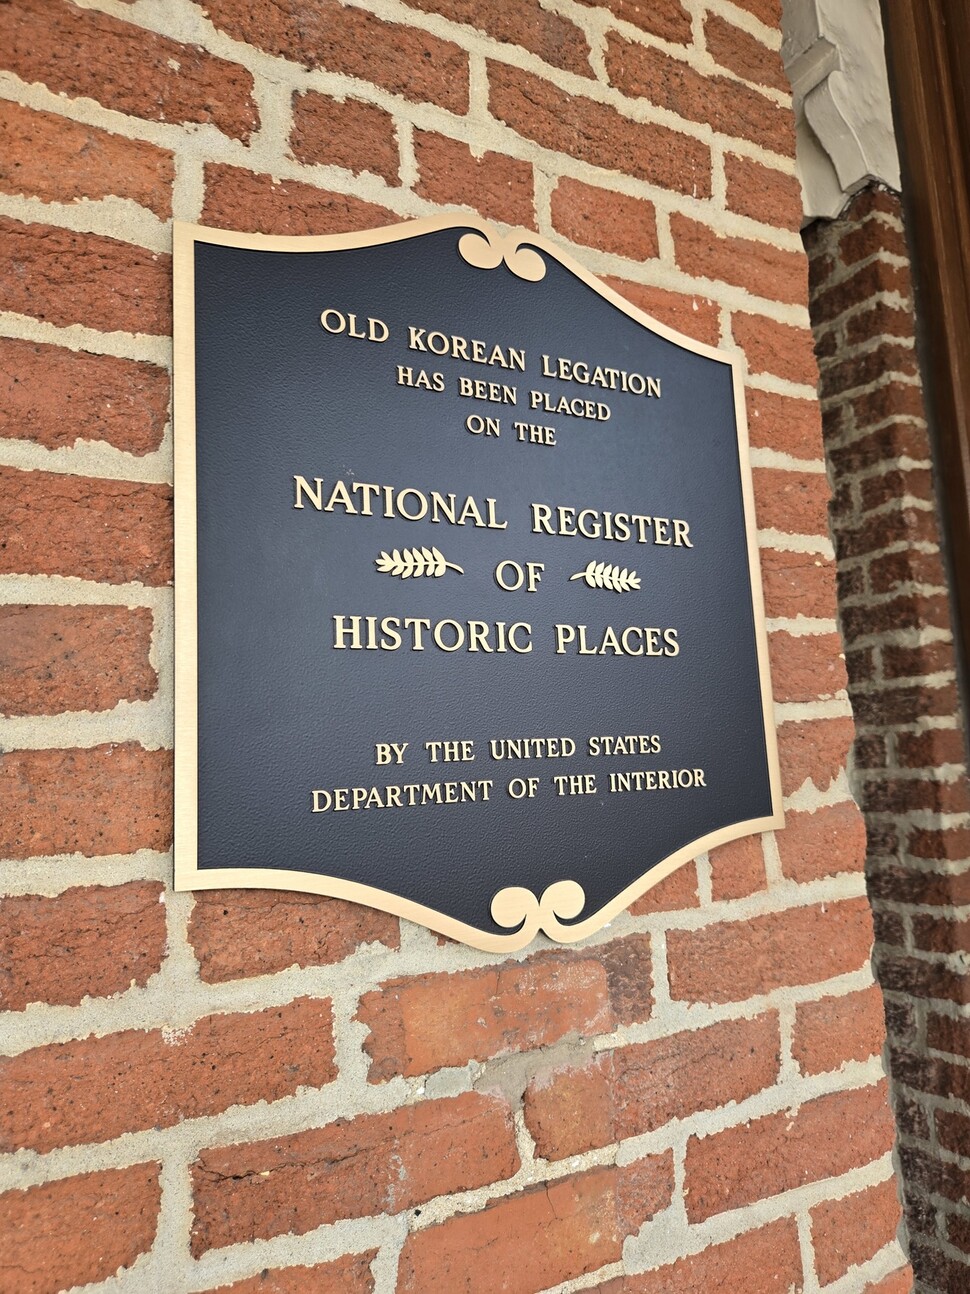 OLD KOREAN LEGATION
HAS BEEN PLACED
ON THE
NATIONAL REGISTER
OF
HISTORIC PLACES
BY THE UNITED STATES
DEPARTMENT OF THE INTERIOR